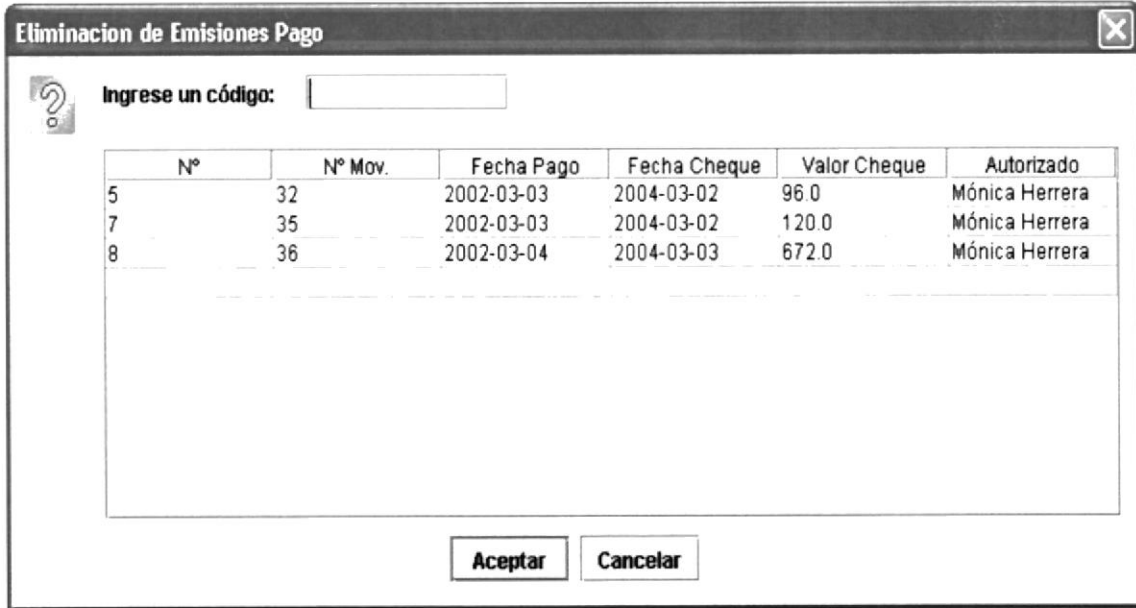 Eliminacion de Emisiones Pago
Ingrese un código:
Nº Nº Mov. Fecha Pago Fecha Cheque Valor Cheque Autorizado
5 32 2002-03-03 2004-03-02 96.0 Mónica Herrera
7 35 2002-03-03 2004-03-02 120.0 Mónica Herrera
8 36 2002-03-04 2004-03-03 672.0 Mónica Herrera
Aceptar Cancelar